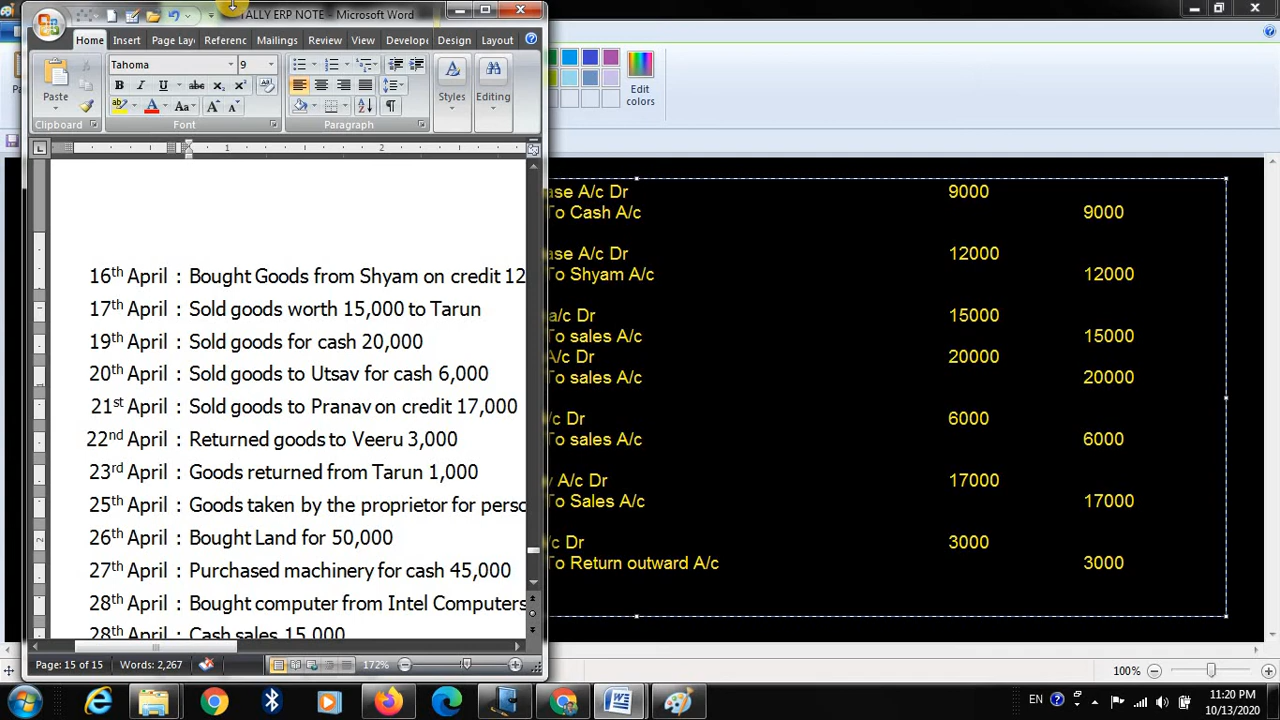 TALLY ERP NOTE - Microsoft Word
Home Insert Page Lay Referenc Mailings Review View Develope Design Layout
Tahoma 9
Paste
Styles Editing
Edit colors
Clipboard Font Paragraph
16th April : Bought Goods from Shyam on credit 12
17th April : Sold goods worth 15,000 to Tarun
19th April : Sold goods for cash 20,000
20th April : Sold goods to Utsav for cash 6,000
21st April : Sold goods to Pranav on credit 17,000
22nd April : Returned goods to Veeru 3,000
23rd April : Goods returned from Tarun 1,000
25th April : Goods taken by the proprietor for perso
26th April : Bought Land for 50,000
27th April : Purchased machinery for cash 45,000
28th April : Bought computer from Intel Computers
28th April : Cash sales 15,000
ase A/c Dr 9000
To Cash A/c 9000
ase A/c Dr 12000
To Shyam A/c 12000
a/c Dr 15000
To sales A/c 15000
A/c Dr 20000
To sales A/c 20000
/c Dr 6000
To sales A/c 6000
y A/c Dr 17000
To Sales A/c 17000
/c Dr 3000
To Return outward A/c 3000
Page: 15 of 15 Words: 2,267 172%
100%
EN
11:20 PM
10/13/2020